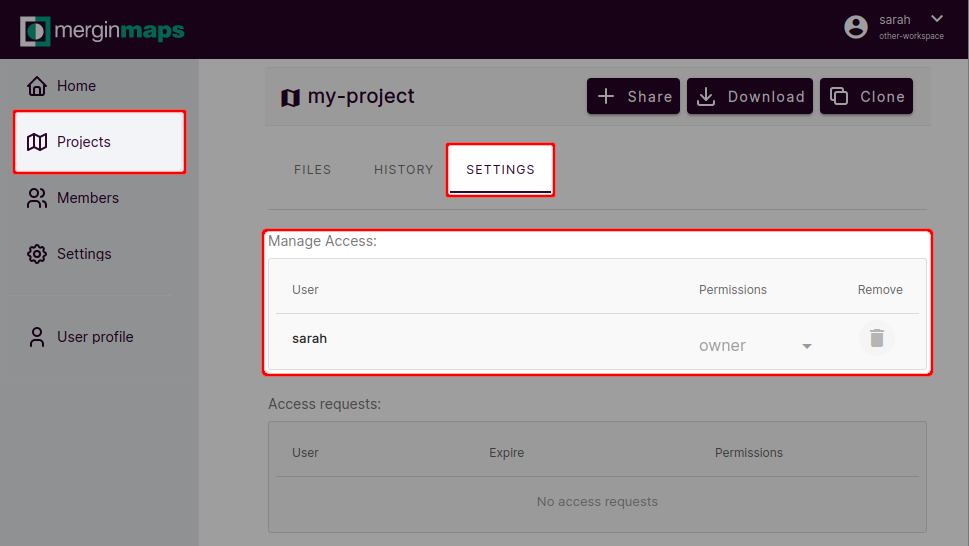 merginmaps
sarah
other-workspace
Home
Projects
Members
Settings
User profile
my-project
Share
Download
Clone
FILES
HISTORY
SETTINGS
Manage Access:
User Permissions Remove
sarah owner
Access requests:
User Expire Permissions
No access requests